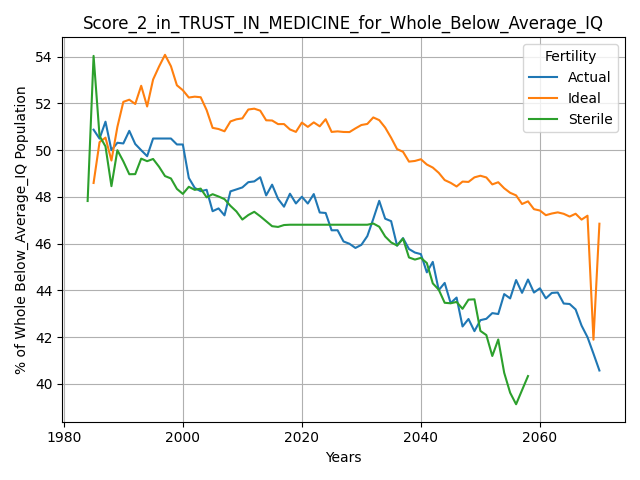 Score_2_in_TRUST_IN_MEDICINE_for_Whole_Below_Average_IQ
Fertility
Actual
Ideal
Sterile
% of Whole Below_Average_IQ Population
54
52
50
48
46
44
42
40
1980
2000
2020
2040
2060
Years